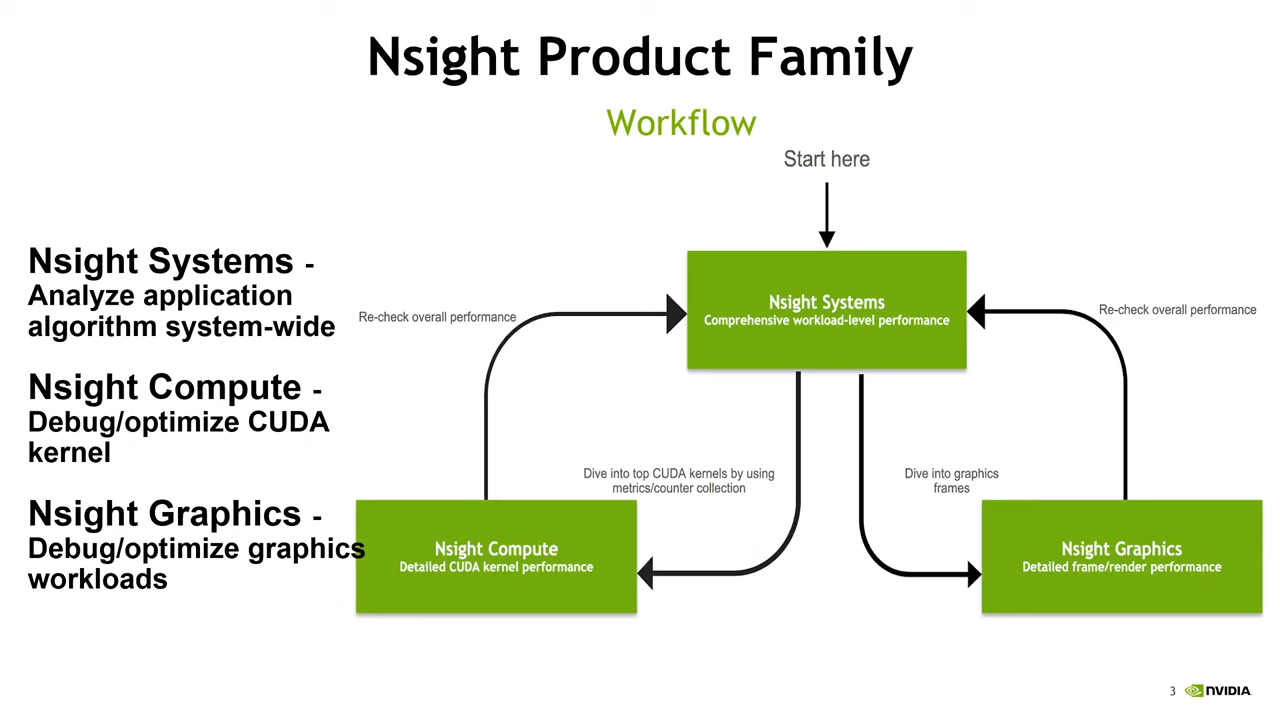 Nsight Product Family
Workflow
Start here
Nsight Systems -
Analyze application
algorithm system-wide
Nsight Compute -
Debug/optimize CUDA
kernel
Nsight Graphics -
Debug/optimize graphics
workloads
Nsight Systems
Comprehensive workload-level performance
Re-check overall performance
Re-check overall performance
Dive into top CUDA kernels by using
metrics/counter collection
Dive into graphics
frames
Nsight Compute
Detailed CUDA kernel performance
Nsight Graphics
Detailed frame/render performance
3
NVIDIA.